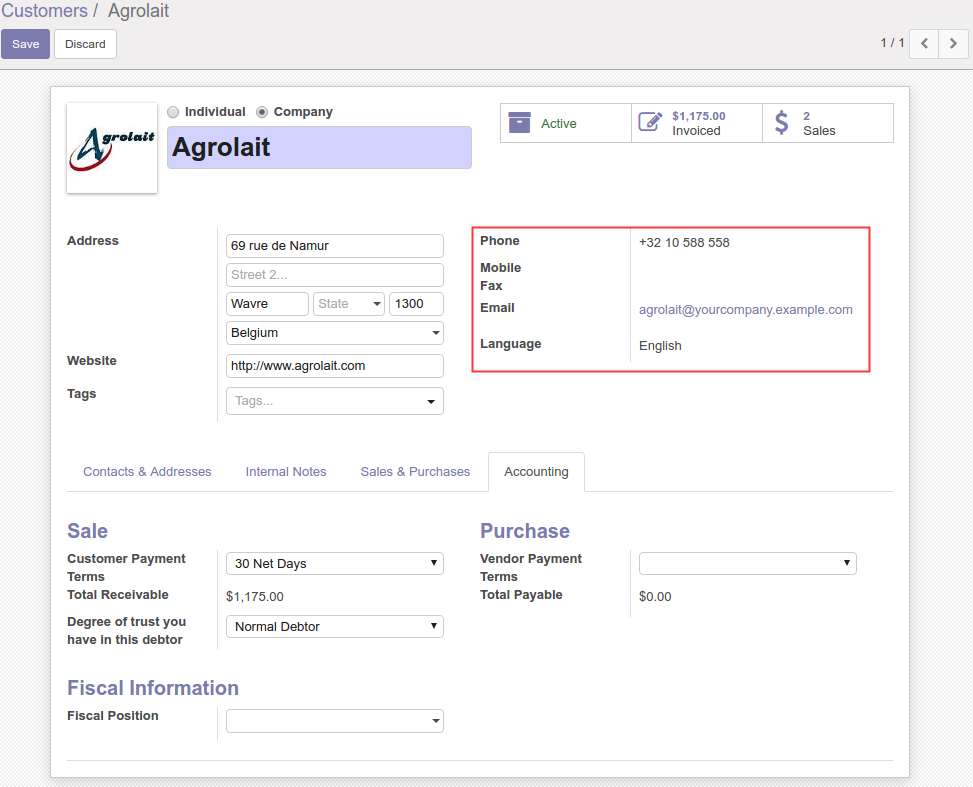 Customers / Agrolait
Save Discard 1 / 1
Agrolait
Individual Company
Agrolait
Active
$1,175.00
Invoiced
2
Sales
Address
69 rue de Namur
Street 2...
Wavre State 1300
Belgium
Website http://www.agrolait.com
Tags Tags...
Phone +32 10 588 558
Mobile
Fax
Email agrolait@yourcompany.example.com
Language English
Contacts & Addresses Internal Notes Sales & Purchases Accounting
Sale
Customer Payment
Terms
30 Net Days
Total Receivable $1,175.00
Degree of trust you
have in this debtor
Normal Debtor
Purchase
Vendor Payment
Terms
Total Payable $0.00
Fiscal Information
Fiscal Position